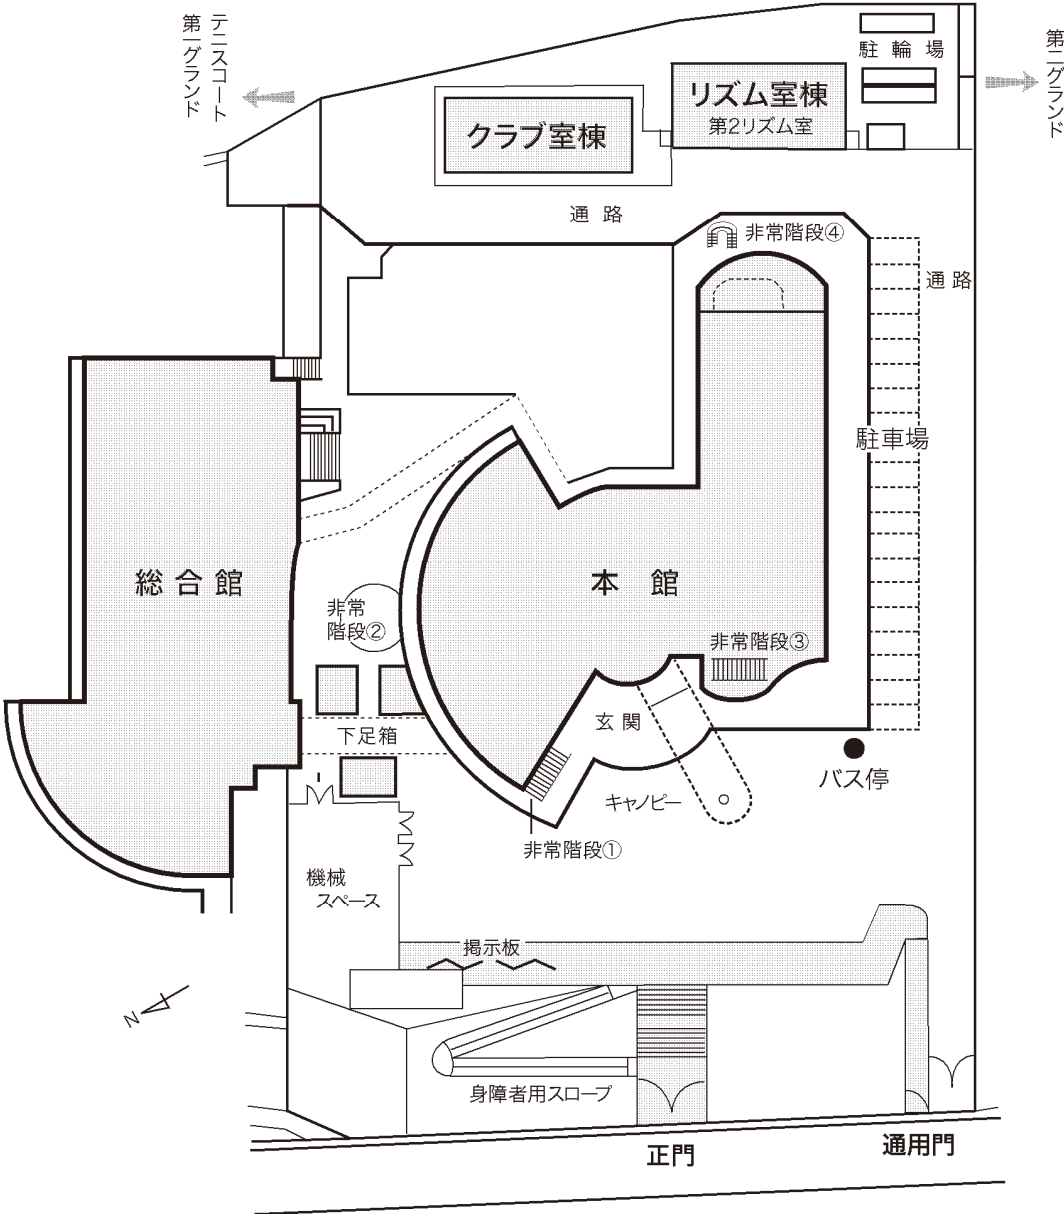 テニスコート
第一グランド
第二グランド
駐輪場
リズム室棟
第2リズム室
クラブ室棟
通路
非常階段④
通路
駐車場
総合館
本館
非常
階段②
非常階段③
玄関
下足箱
バス停
キャノピー
非常階段①
機械
スペース
掲示板
N
身障者用スロープ
正門
通用門